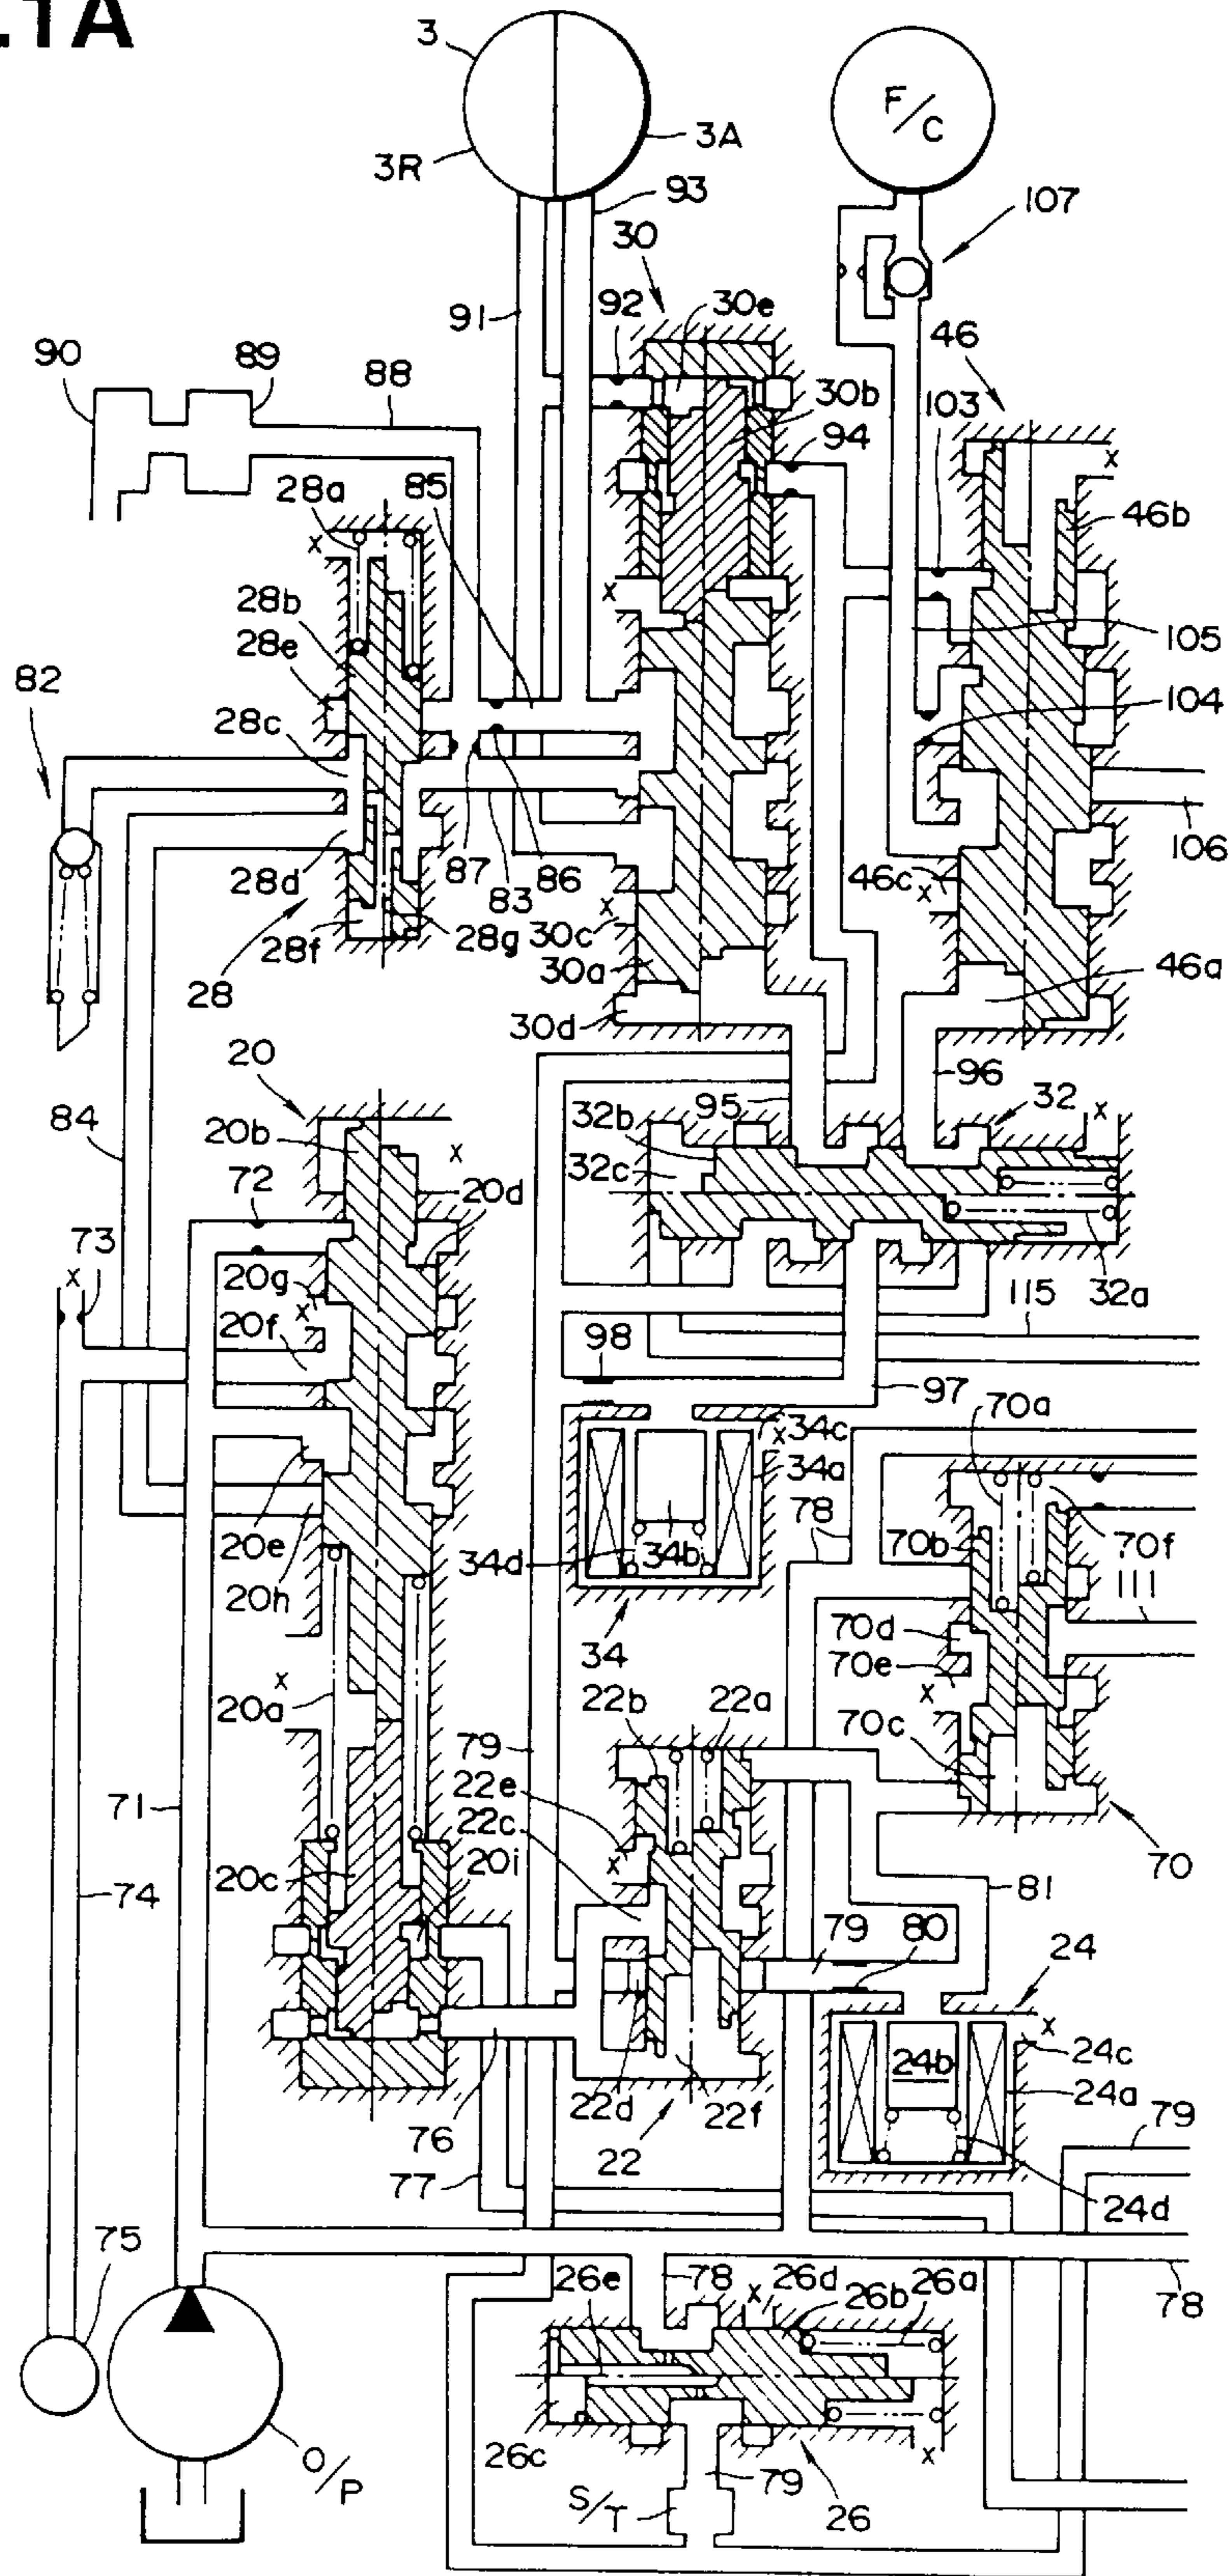 .1A
3
F/C
3R
3A
93
107
30
92
30e
91
46
90
89
88
30b
103
94
28a
85
x
46b
x
28b
x
28e
105
82
28c
104
106
28d
87
86
46c
x
83
x
28f
28g
30c
30a
46a
28
30d
20
96
84
95
32
x
20b
32b
x
32c
72
20d
73
x
20g
x
32a
115
20f
98
97
70a
34c
x
34a
78
20e
34b
70b
70f
34d
20h
111
70d
34
70e
x
x
22b
22a
20a
79
70c
22e
71
22c
x
70
20c
20i
81
74
79
80
24
x
24b
24c
22d
22f
24a
76
79
22
77
24d
75
26e
78
x
26d
26a
26b
78
26c
x
O/P
79
S/T
26